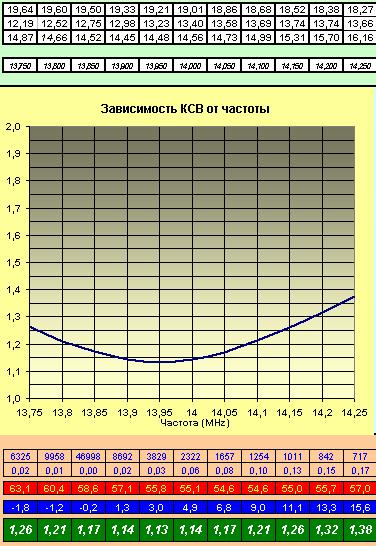 19,64 19,60 19,50 19,33 19,21 19,01 18,86 18,68 18,52 18,38 18,27
12,19 12,52 12,75 12,98 13,23 13,40 13,58 13,69 13,74 13,74 13,66
14,87 14,66 14,52 14,45 14,48 14,56 14,73 14,99 15,31 15,70 16,16
13,750 13,800 13,850 13,900 13,950 14,000 14,050 14,100 14,150 14,200 14,250
Зависимость КСВ от частоты
2,0
1,9
1,8
1,7
1,6
1,5
1,4
1,3
1,2
1,1
1,0
13,75 13,8 13,85 13,9 13,95 14 14,05 14,1 14,15 14,2 14,25
Частота (MHz)
6325 9958 46998 8692 3829 2322 1657 1254 1011 842 717
0,02 0,01 0,00 0,02 0,03 0,06 0,08 0,10 0,13 0,15 0,17
63,1 60,4 58,6 57,1 55,8 55,1 54,6 54,6 55,0 55,7 57,0
-1,8 -1,2 -0,2 1,3 3,0 4,9 6,8 9,0 11,1 13,3 15,6
1,26 1,21 1,17 1,14 1,13 1,14 1,17 1,21 1,26 1,32 1,38